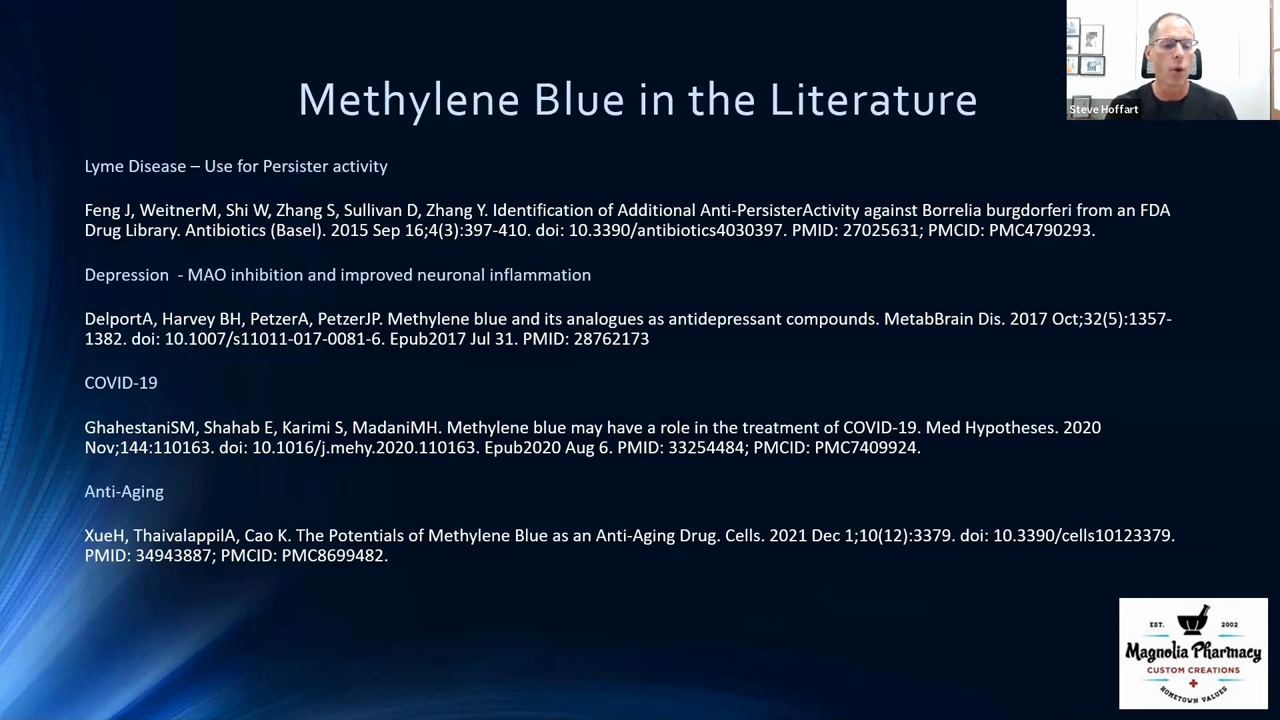 Steve Hoffart
Methylene Blue in the Literature
Lyme Disease – Use for Persister activity
Feng J, WeitnerM, Shi W, Zhang S, Sullivan D, Zhang Y. Identification of Additional Anti-PersisterActivity against Borrelia burgdorferi from an FDA
Drug Library. Antibiotics (Basel). 2015 Sep 16;4(3):397-410. doi: 10.3390/antibiotics4030397. PMID: 27025631; PMCID: PMC4790293.
Depression  - MAO inhibition and improved neuronal inflammation
DelportA, Harvey BH, PetzerA, PetzerJP. Methylene blue and its analogues as antidepressant compounds. MetabBrain Dis. 2017 Oct;32(5):1357-
1382. doi: 10.1007/s11011-017-0081-6. Epub2017 Jul 31. PMID: 28762173
COVID-19
GhahestaniSM, Shahab E, Karimi S, MadaniMH. Methylene blue may have a role in the treatment of COVID-19. Med Hypotheses. 2020
Nov;144:110163. doi: 10.1016/j.mehy.2020.110163. Epub2020 Aug 6. PMID: 33254484; PMCID: PMC7409924.
Anti-Aging
XueH, ThaivalappilA, Cao K. The Potentials of Methylene Blue as an Anti-Aging Drug. Cells. 2021 Dec 1;10(12):3379. doi: 10.3390/cells10123379.
PMID: 34943887; PMCID: PMC8699482.
EST. 2002
Magnolia Pharmacy
CUSTOM CREATIONS
HOMETOWN VALUES